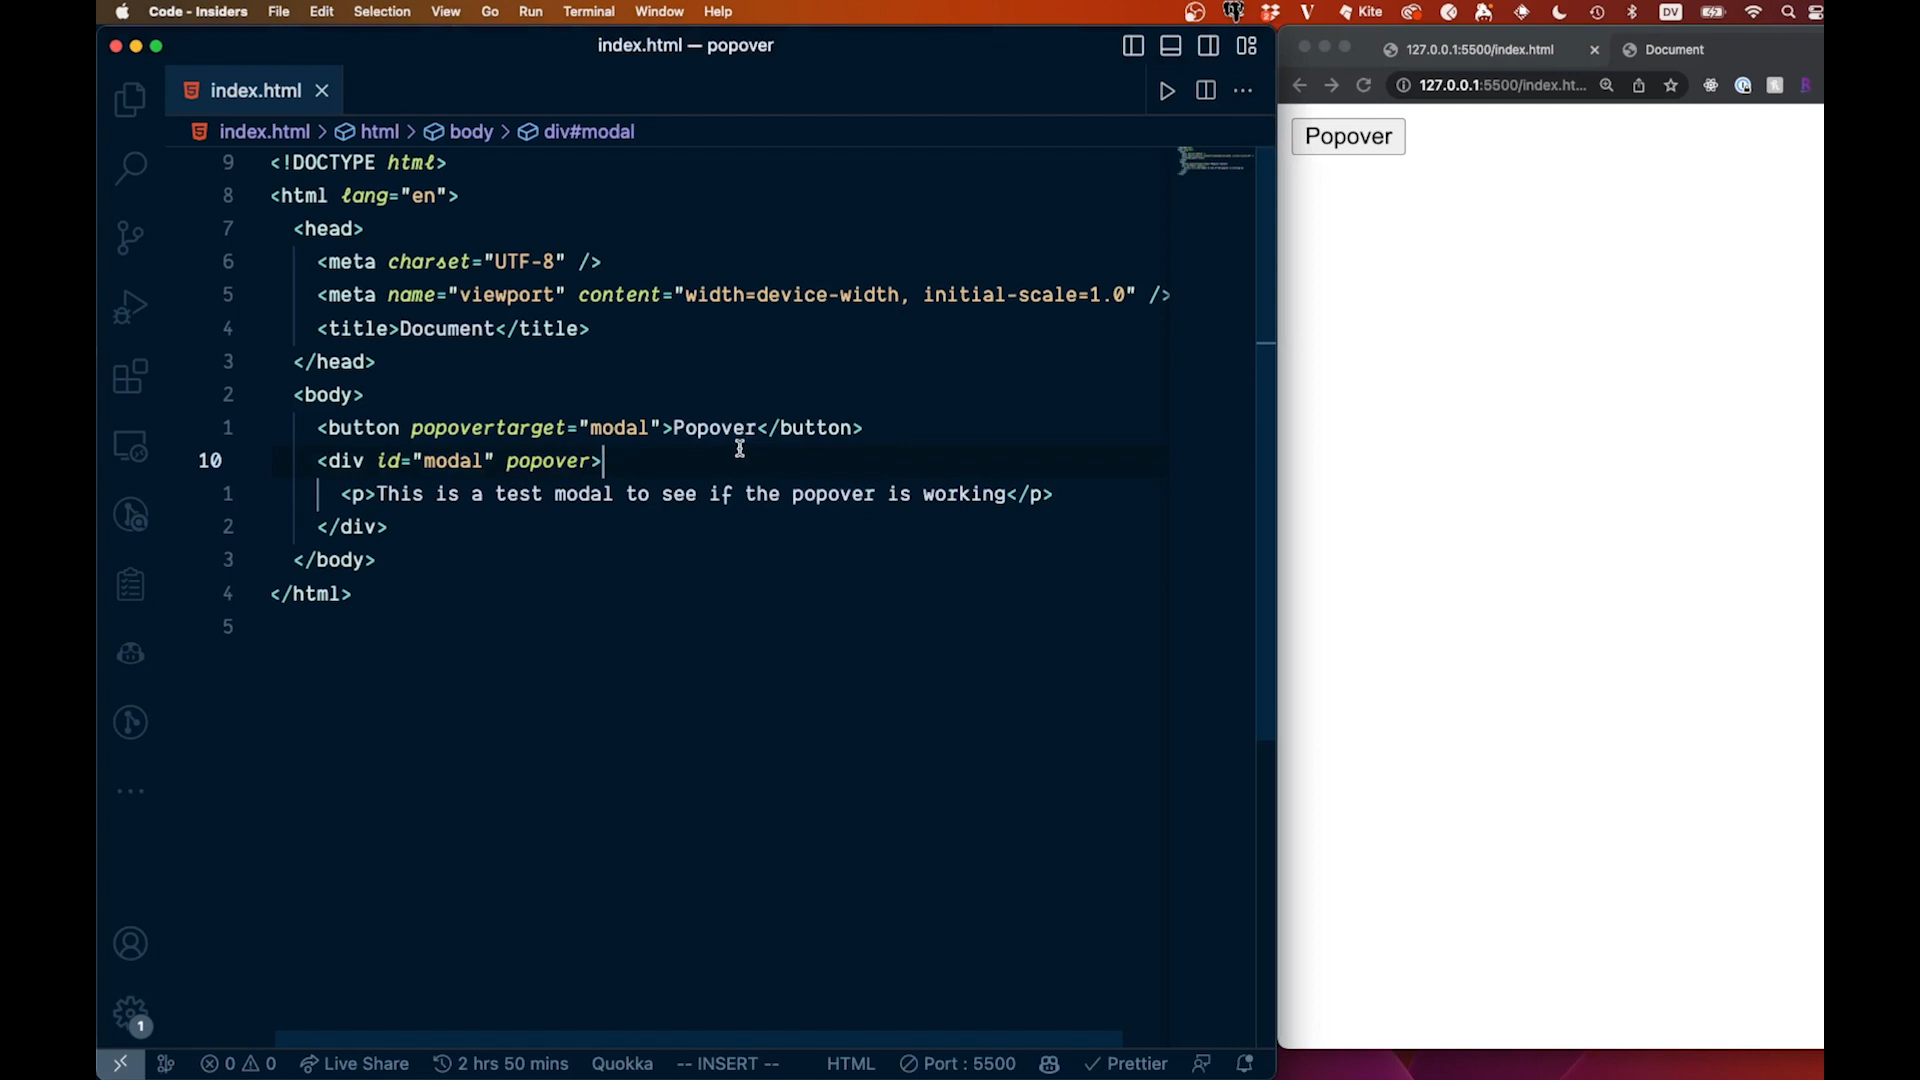 Code - Insiders File Edit Selection View Go Run Terminal Window Help V Kite DV
index.html — popover
index.html
index.html > html > body > div#modal
9 <!DOCTYPE html>
8 <html lang="en">
7 <head>
6 <meta charset="UTF-8" />
5 <meta name="viewport" content="width=device-width, initial-scale=1.0" />
4 <title>Document</title>
3 </head>
2 <body>
1 <button popovertarget="modal">Popover</button>
10 <div id="modal" popover>
1 <p>This is a test modal to see if the popover is working</p>
2 </div>
3 </body>
4 </html>
5
1
0 0 Live Share 2 hrs 50 mins Quokka -- INSERT -- HTML Port : 5500 Prettier
127.0.0.1:5500/index.html Document
127.0.0.1:5500/index.ht...
Popover